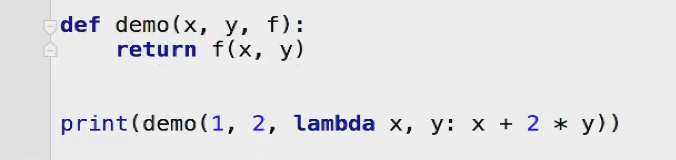 def demo(x, y, f):
    return f(x, y)
print(demo(1, 2, lambda x, y: x + 2 * y))